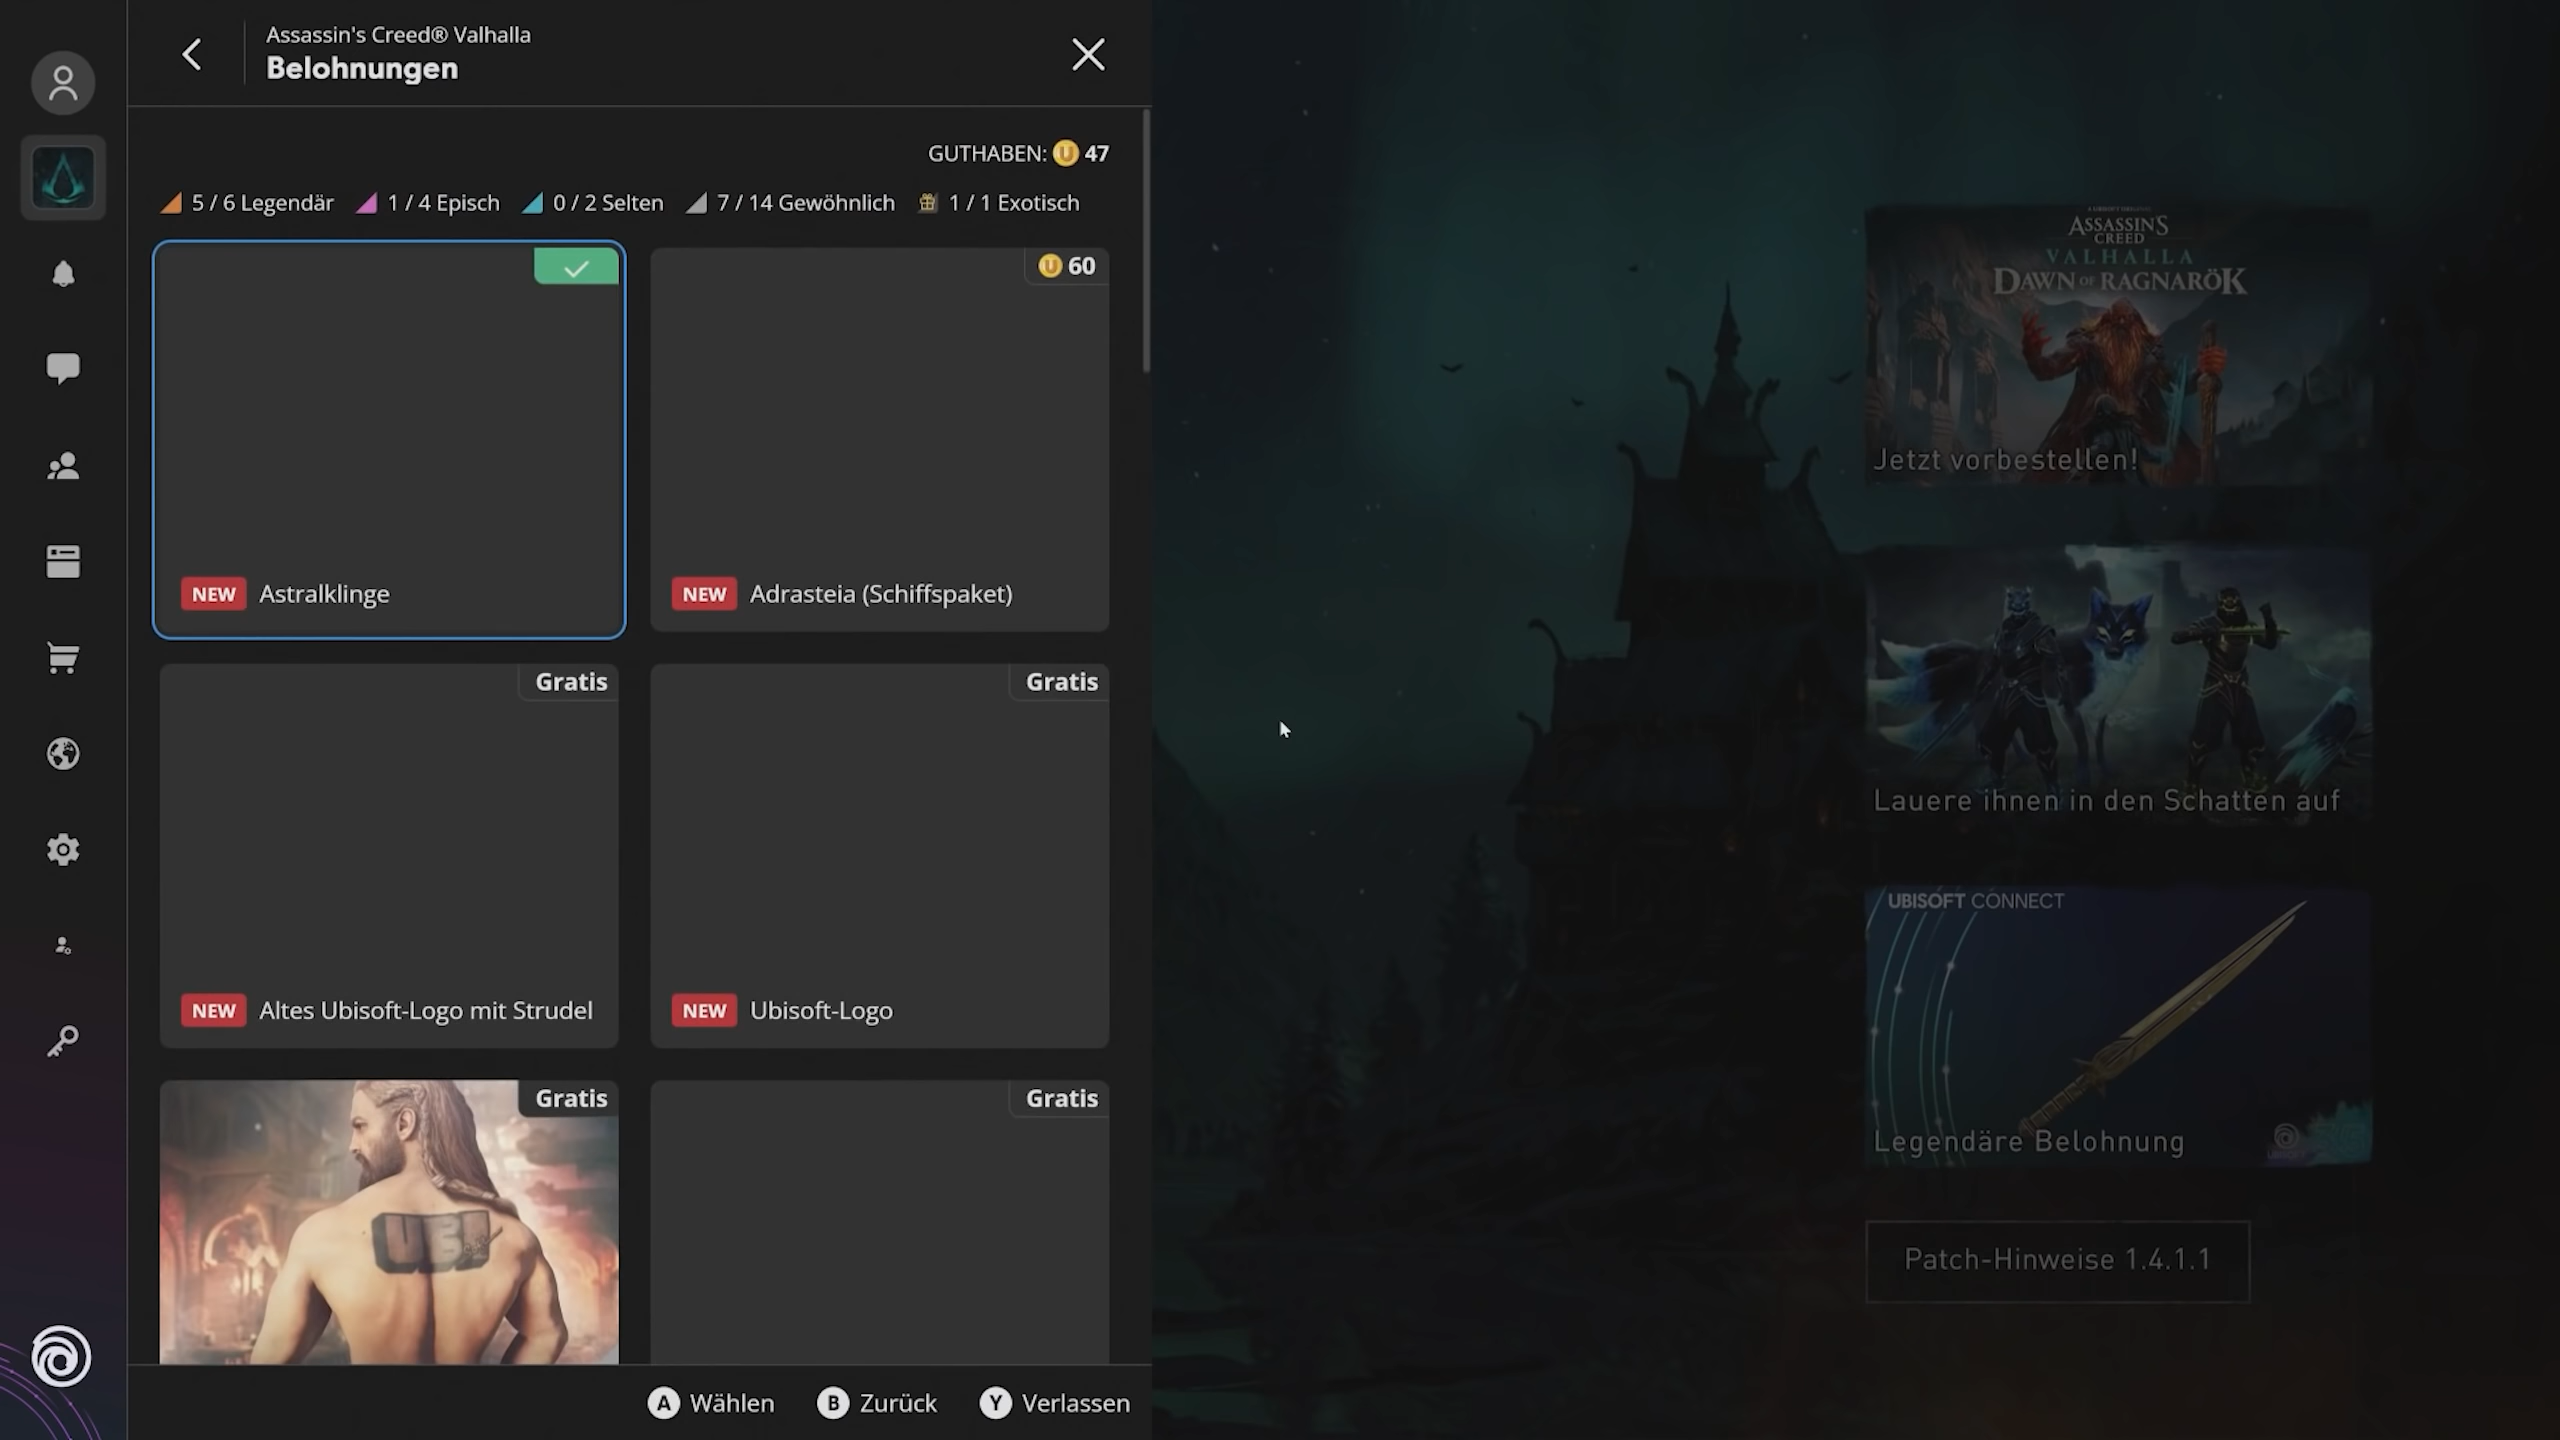 Assassin's Creed® Valhalla
Belohnungen
GUTHABEN: 47
5 / 6 Legendär 1 / 4 Episch 0 / 2 Selten 7 / 14 Gewöhnlich 1 / 1 Exotisch
60
NEW Astralklinge
NEW Adrasteia (Schiffspaket)
Gratis
Gratis
NEW Altes Ubisoft-Logo mit Strudel
NEW Ubisoft-Logo
Gratis
Gratis
UBI
A Wählen B Zurück Y Verlassen
ASSASSIN'S
CREED
VALHALLA
DAWN OF RAGNARÖK
Jetzt vorbestellen!
Lauere ihnen in den Schatten auf
UBISOFT CONNECT
Legendäre Belohnung
Patch-Hinweise 1.4.1.1